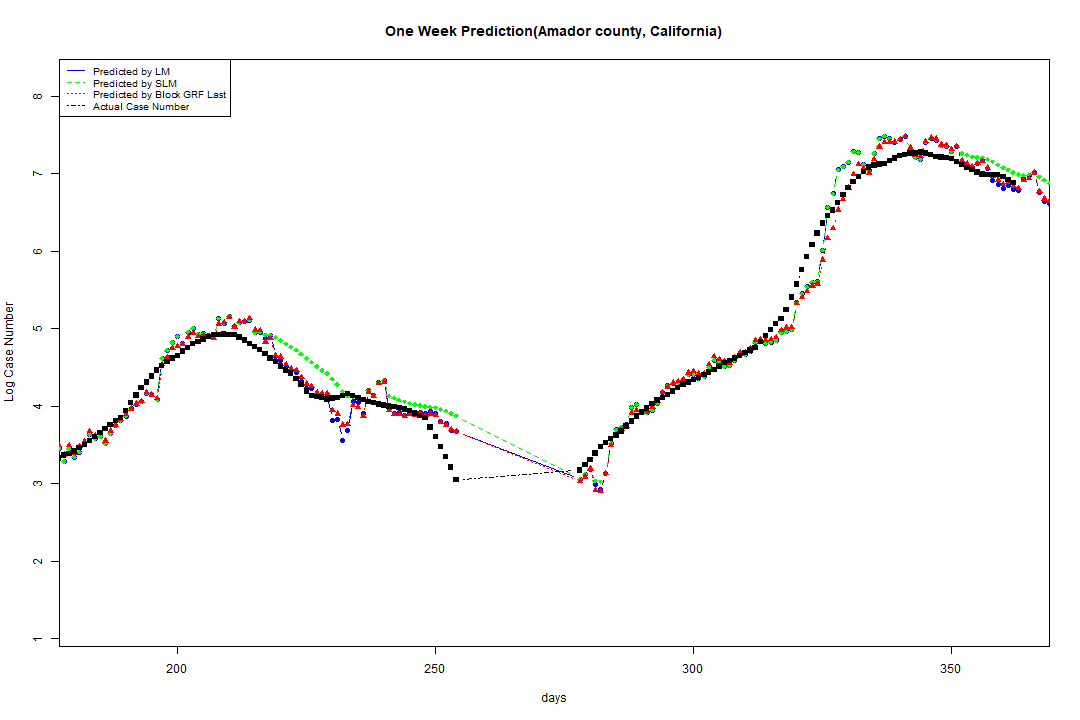 One Week Prediction(Amador county, California)
Predicted by LM
Predicted by SLM
Predicted by Block GRF Last
Actual Case Number
Log Case Number
8
7
6
5
4
3
2
1
200
250
300
350
days